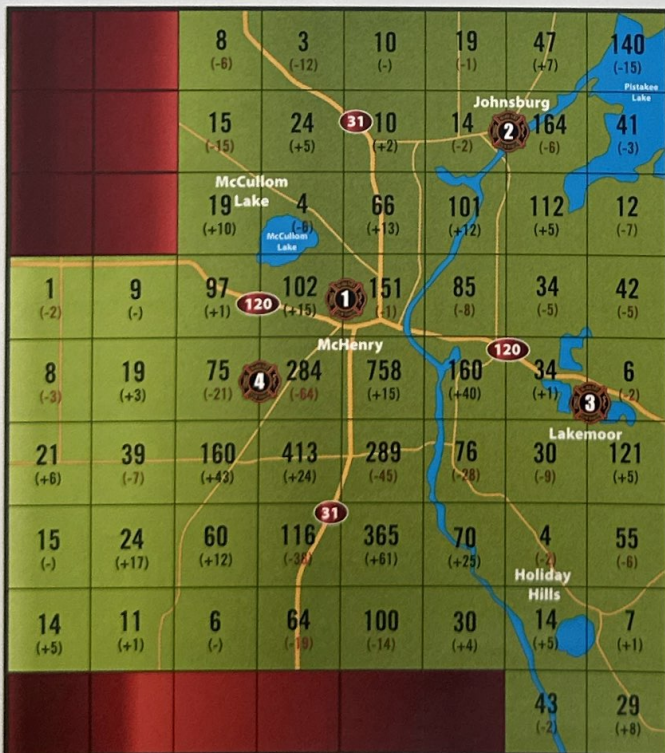 8 3 10 19 47 140
(-6) (-12) (-) (-1) (+7) (-15)
Pistakee
Lake
Johnsburg
15 24 31 10 14 2 164 41
(-15) (+5) (+2) (-2) (-6) (-3)
McCullom
Lake
19 4 66 101 112 12
(+10) (-8) (+13) (+12) (+5) (-7)
McCullom
Lake
1 9 97 102 1 151 85 34 42
(-2) (-) (+1) 120 (+15) (-1) (-8) (-5) (-5)
McHenry 120
8 19 75 4 284 758 160 34 6
(-3) (+3) (-21) (-64) (+15) (+40) (+1) 3 (-2)
Lakemoor
21 39 160 413 289 76 30 121
(+6) (-7) (+43) (+24) (-45) (-28) (-9) (+5)
31
15 24 60 116 365 70 4 55
(-) (+17) (+12) (-36) (+61) (+25) (-2) (-6)
Holiday
Hills
14 11 6 64 100 30 14 7
(+5) (+1) (-) (-19) (-14) (+4) (+5) (+1)
43 29
(-2) (+8)